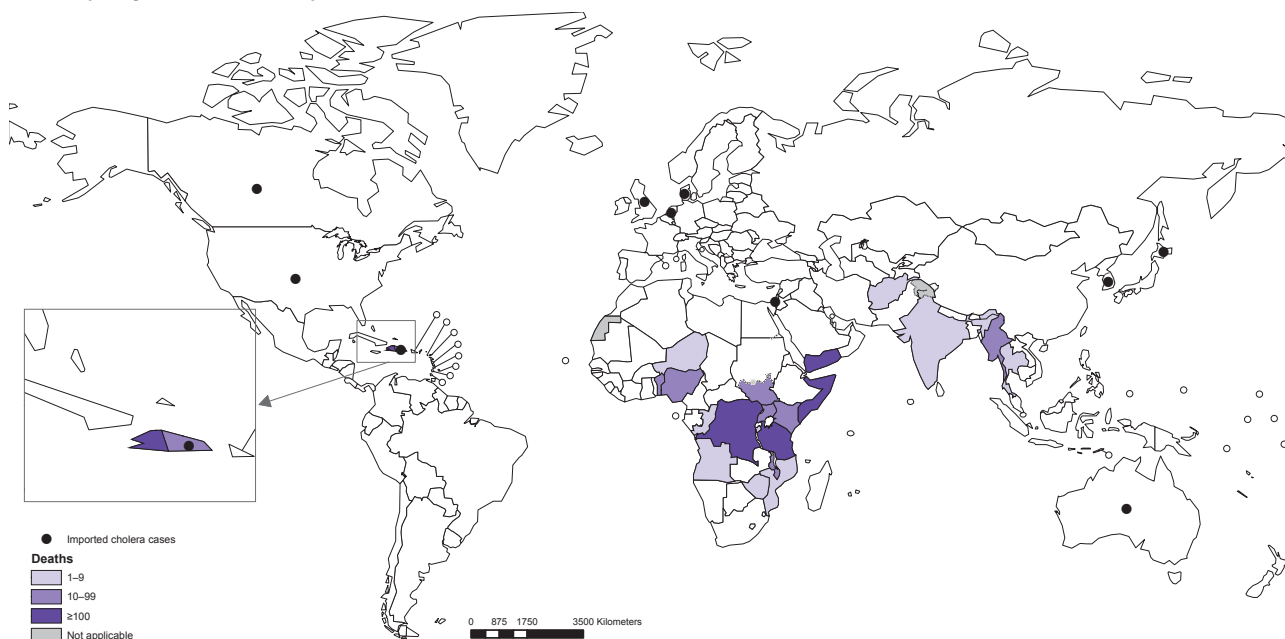 Imported cholera cases
Deaths
1–9
10–99
≥100
Not applicable
0 875 1750 3500 Kilometers